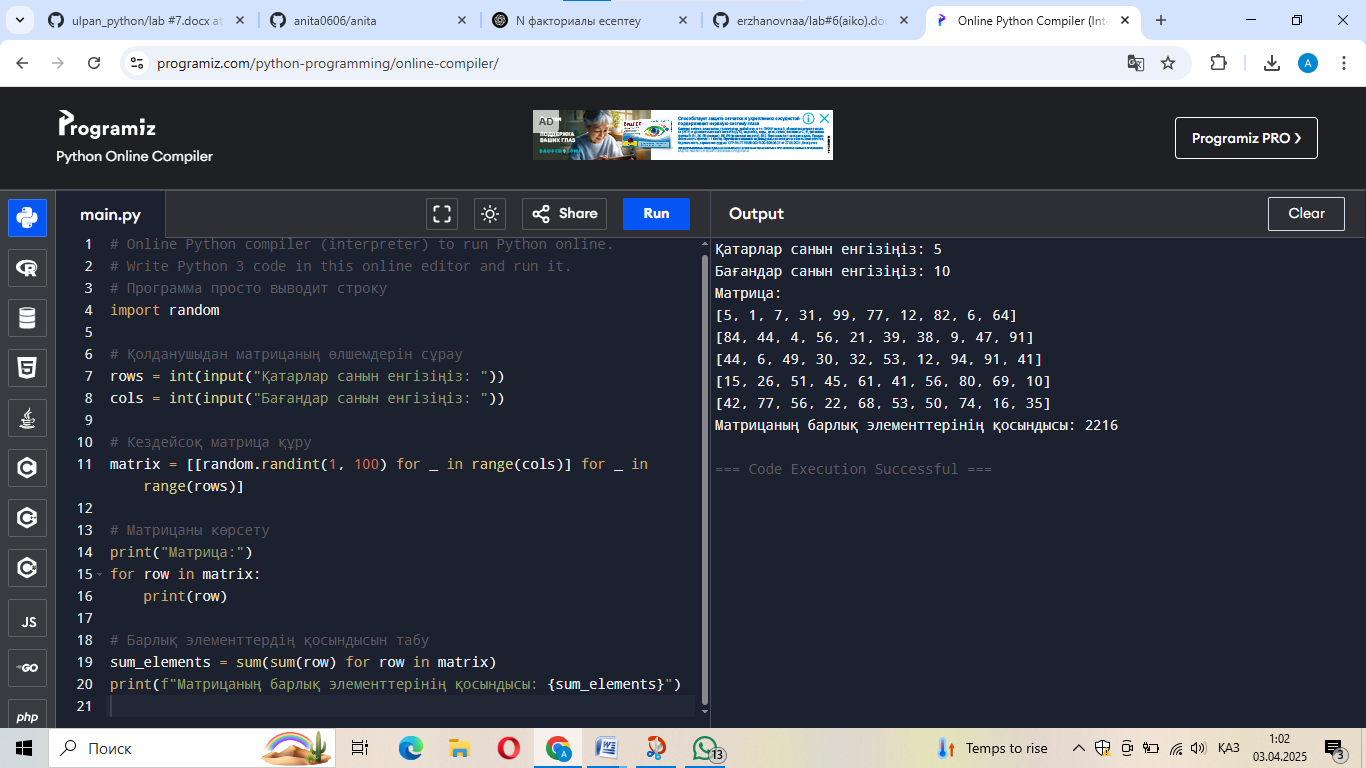 ulpan_python/lab #7.docx at
anita0606/anita
N факториалы есептеу
erzhanovnaa/lab#6(aiko).do
Online Python Compiler (Inte
programiz.com/python-programming/online-compiler/
A
Programiz
Python Online Compiler
AD
ПОДДЕРЖКА
ВАШИХ ГЛАЗ
Programiz PRO
main.py
Share
Run
Output
Clear
1 # Online Python compiler (interpreter) to run Python online.
2 # Write Python 3 code in this online editor and run it.
3 # Программа просто выводит строку
4 import random
5
6 # Қолданушыдан матрицаның өлшемдерін сұрау
7 rows = int(input("Қатарлар санын енгізіңіз: "))
8 cols = int(input("Бағандар санын енгізіңіз: "))
9
10 # Кездейсоқ матрица құру
11 matrix = [[random.randint(1, 100) for _ in range(cols)] for _ in
range(rows)]
12
13 # Матрицаны көрсету
14 print("Матрица:")
15 for row in matrix:
16 print(row)
17
18 # Барлық элементтердің қосындысын табу
19 sum_elements = sum(sum(row) for row in matrix)
20 print(f"Матрицаның барлық элементтерінің қосындысы: {sum_elements}")
21
Қатарлар санын енгізіңіз: 5
Бағандар санын енгізіңіз: 10
Матрица:
[5, 1, 7, 31, 99, 77, 12, 82, 6, 64]
[84, 44, 4, 56, 21, 39, 38, 9, 47, 91]
[44, 6, 49, 30, 32, 53, 12, 94, 91, 41]
[15, 26, 51, 45, 61, 41, 56, 80, 69, 10]
[42, 77, 56, 22, 68, 53, 50, 74, 16, 35]
Матрицаның барлық элементтерінің қосындысы: 2216
=== Code Execution Successful ===
JS
GO
php
Поиск
A
13
Temps to rise
ҚАЗ
1:02
03.04.2025
3